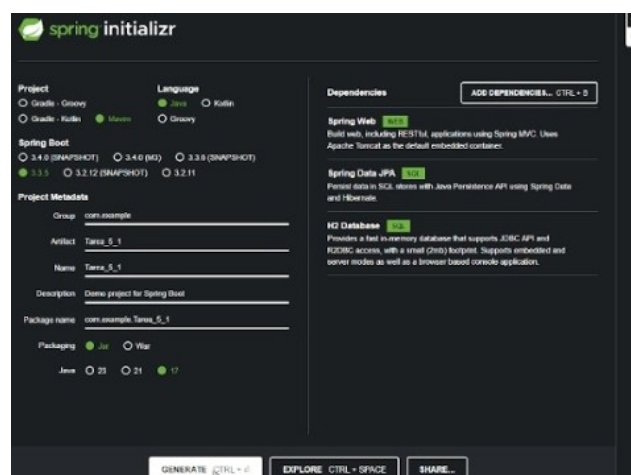 spring initializr
Project
Language
Gradle - Groovy
Java Kotlin
Gradle - Kotlin Maven
Groovy
Spring Boot
3.4.0 (SNAPSHOT) 3.4.0 (M3) 3.3.6 (SNAPSHOT)
3.3.5 3.2.12 (SNAPSHOT) 3.2.11
Project Metadata
Group com.example
Artifact Tarea_5_1
Name Tarea_5_1
Description Demo project for Spring Boot
Package name com.example.Tarea_5_1
Packaging Jar War
Java 23 21 17
Dependencies
ADD DEPENDENCIES... CTRL + B
Spring Web WEB
Build web, including RESTful, applications using Spring MVC. Uses
Apache Tomcat as the default embedded container.
Spring Data JPA SQL
Persist data in SQL stores with Java Persistence API using Spring Data
and Hibernate.
H2 Database SQL
Provides a fast in-memory database that supports JDBC API and
R2DBC access, with a small (2mb) footprint. Supports embedded and
server modes as well as a browser based console application.
GENERATE CTRL + ⏎
EXPLORE CTRL + SPACE
SHARE...